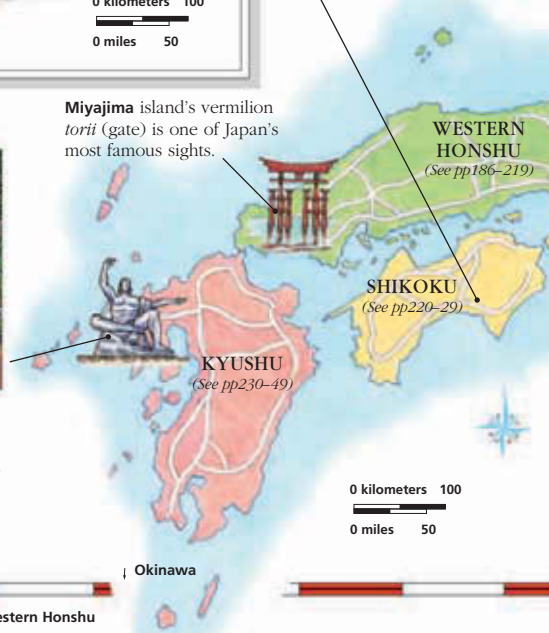 0 kilometers 100
0 miles 50
Miyajima island's vermilion
torii (gate) is one of Japan's
most famous sights.
WESTERN
HONSHU
(See pp186–219)
SHIKOKU
(See pp220–29)
KYUSHU
(See pp230–49)
0 kilometers 100
0 miles 50
Okinawa
estern Honshu